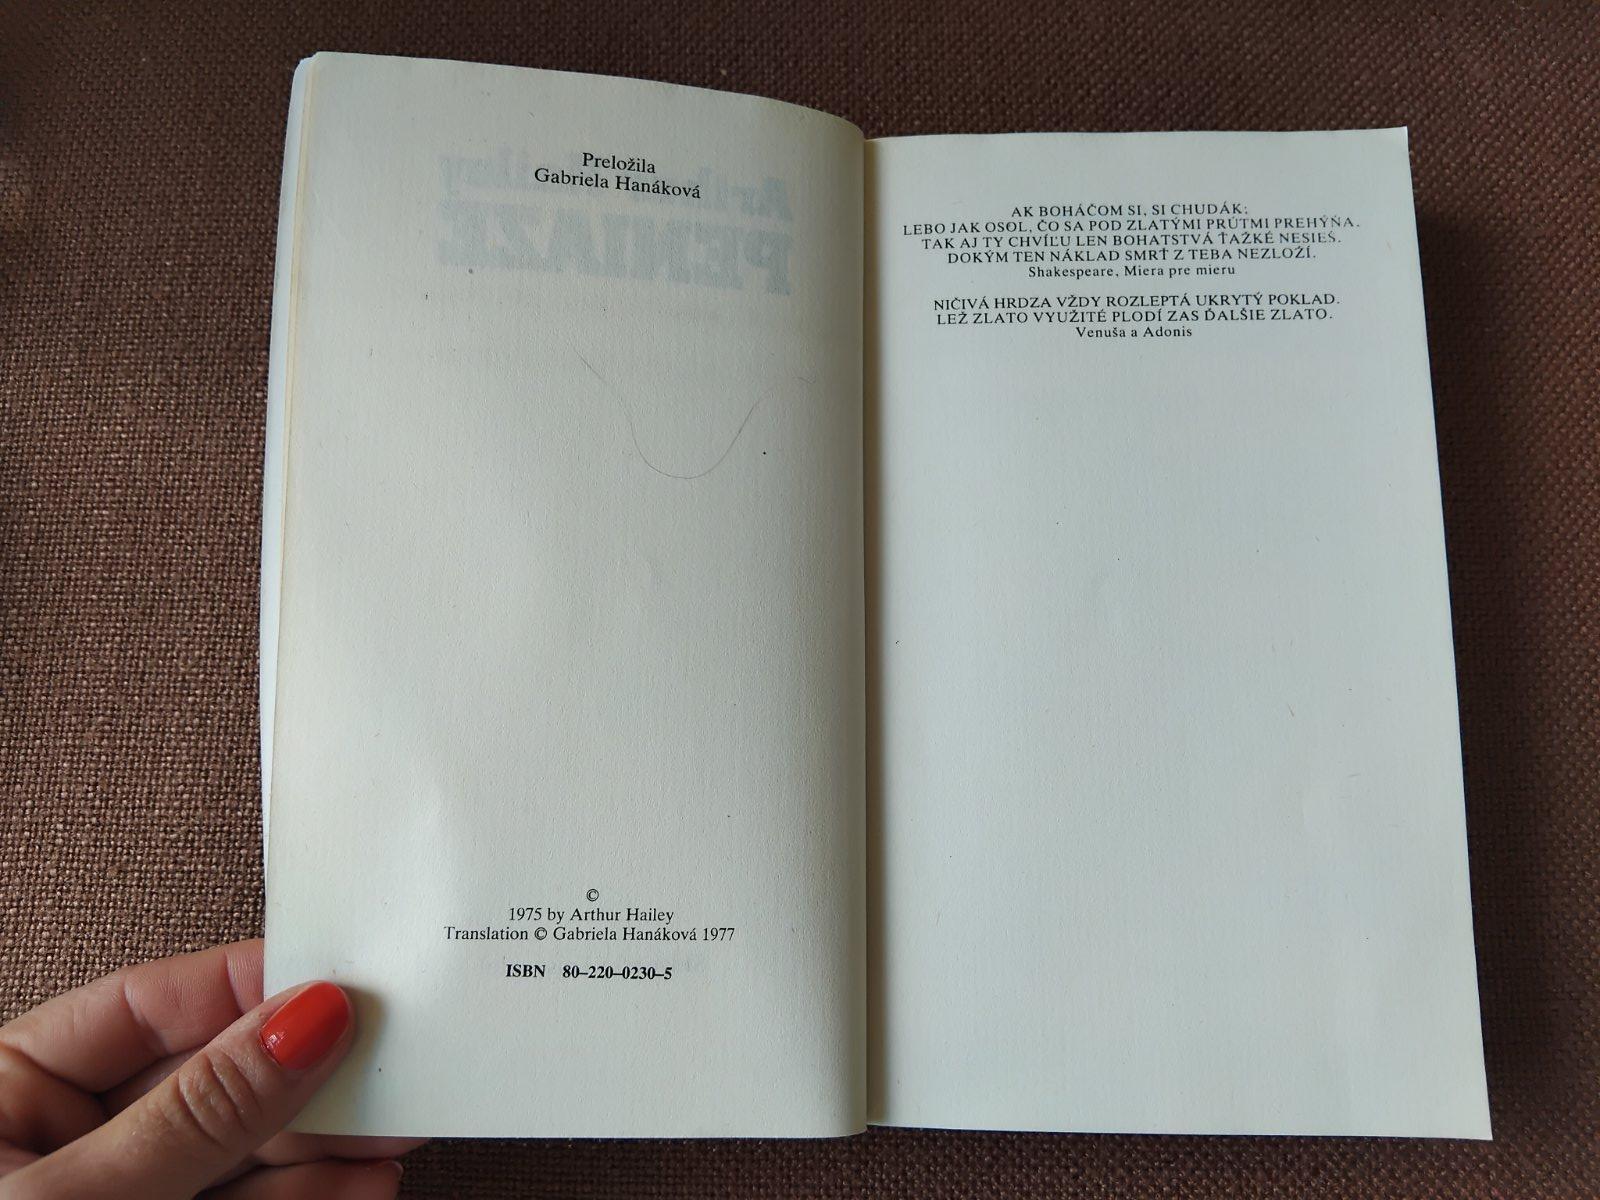 Preložila
Gabriela Hanáková
©
1975 by Arthur Hailey
Translation © Gabriela Hanáková 1977
ISBN 80–220–0230–5
AK BOHÁČOM SI, SI CHUDÁK;
LEBO JAK OSOL, ČO SA POD ZLATÝMI PRÚTMI PREHÝŇA.
TAK AJ TY CHVÍĽU LEN BOHATSTVÁ ŤAŽKÉ NESIEŠ.
DOKÝM TEN NÁKLAD SMRŤ Z TEBA NEZLOŽÍ.
Shakespeare, Miera pre mieru
NIČIVÁ HRDZA VŽDY ROZLEPTÁ UKRYTÝ POKLAD.
LEŽ ZLATO VYUŽITÉ PLODÍ ZAS ĎALŠIE ZLATO.
Venuša a Adonis